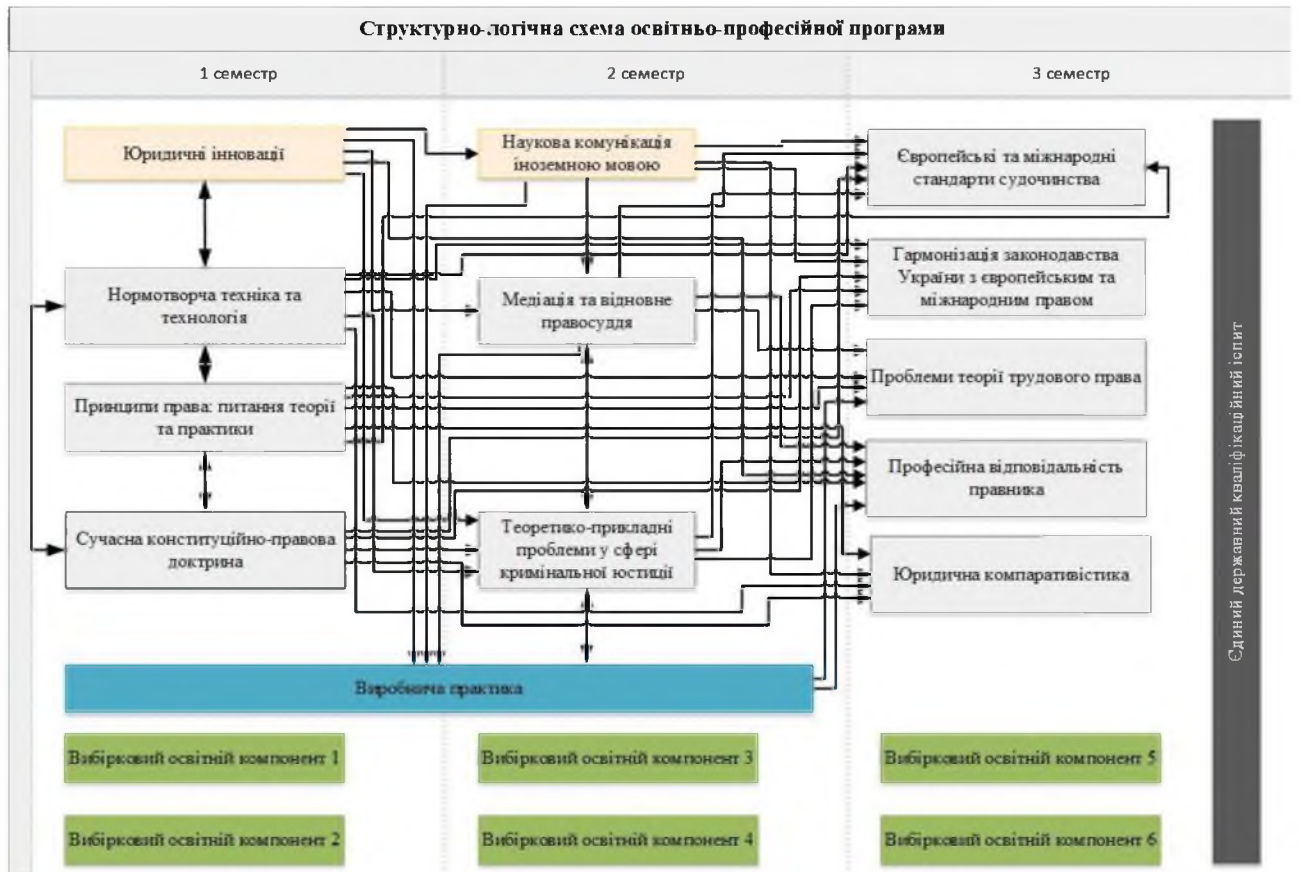 Структурно-логічна схема освітньо-професійної програми
1 семестр
2 семестр
3 семестр
Юридичні інновації
Наукова комунікація
іноземною мовою
Європейські та міжнародні
стандарти судочинства
Нормотворча техніка та
технологія
Медіація та відновне
правосуддя
Гармонізація законодавства
України з європейським та
міжнародним правом
Принципи права: питання теорії
та практики
Проблеми теорії трудового права
Професійна відповідальність
правника
Сучасна конституційно-правова
доктрина
Теоретико-прикладні
проблеми у сфері
кримінальної юстиції
Юридична компаративістика
Виробнича практика
Вибірковий освітній компонент 1
Вибірковий освітній компонент 3
Вибірковий освітній компонент 5
Вибірковий освітній компонент 2
Вибірковий освітній компонент 4
Вибірковий освітній компонент 6
Єдиний державний кваліфікаційний іспит